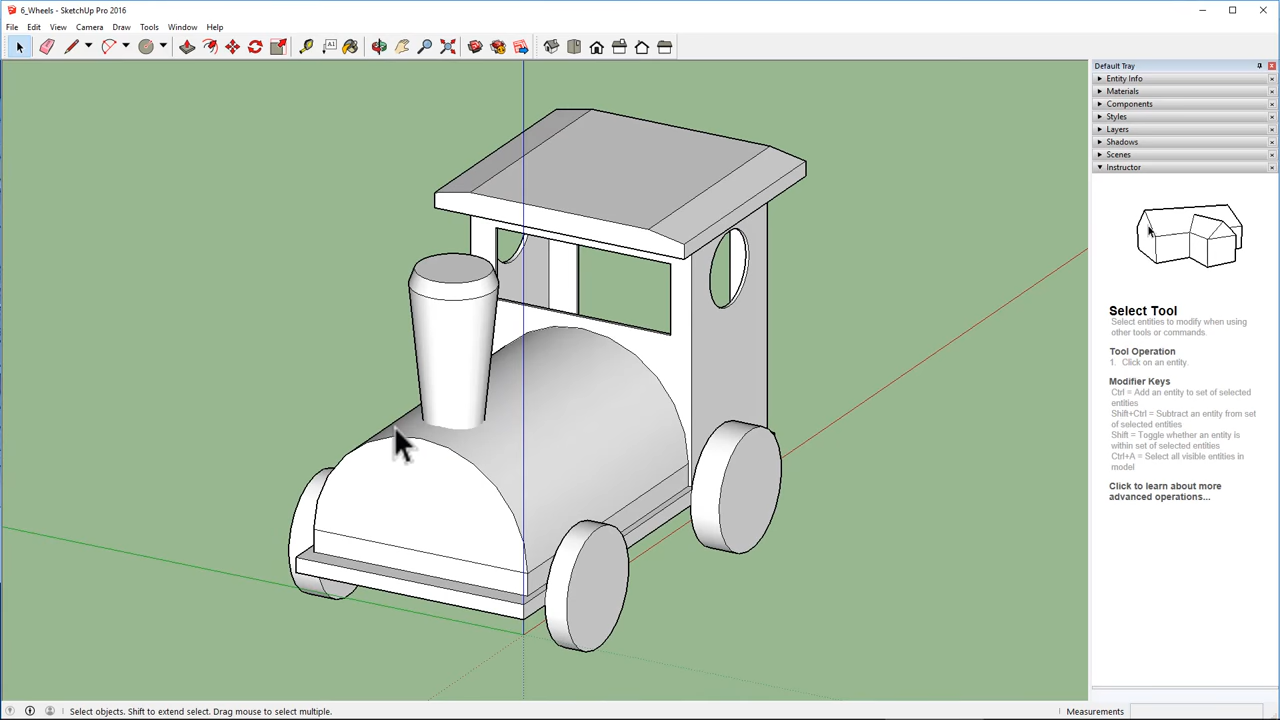 6_Wheels - SketchUp Pro 2016
File Edit View Camera Draw Tools Window Help
Default Tray
Entity Info
Materials
Components
Styles
Layers
Shadows
Scenes
Instructor
Select Tool
Select entities to modify when using
other tools or commands.
Tool Operation
1. Click on an entity.
Modifier Keys
Ctrl = Add an entity to set of selected
entities
Shift+Ctrl = Subtract an entity from set
of selected entities
Shift = Toggle whether an entity is
within set of selected entities
Ctrl+A = Select all visible entities in
model
Click to learn about more
advanced operations...
Select objects. Shift to extend select. Drag mouse to select multiple.
Measurements